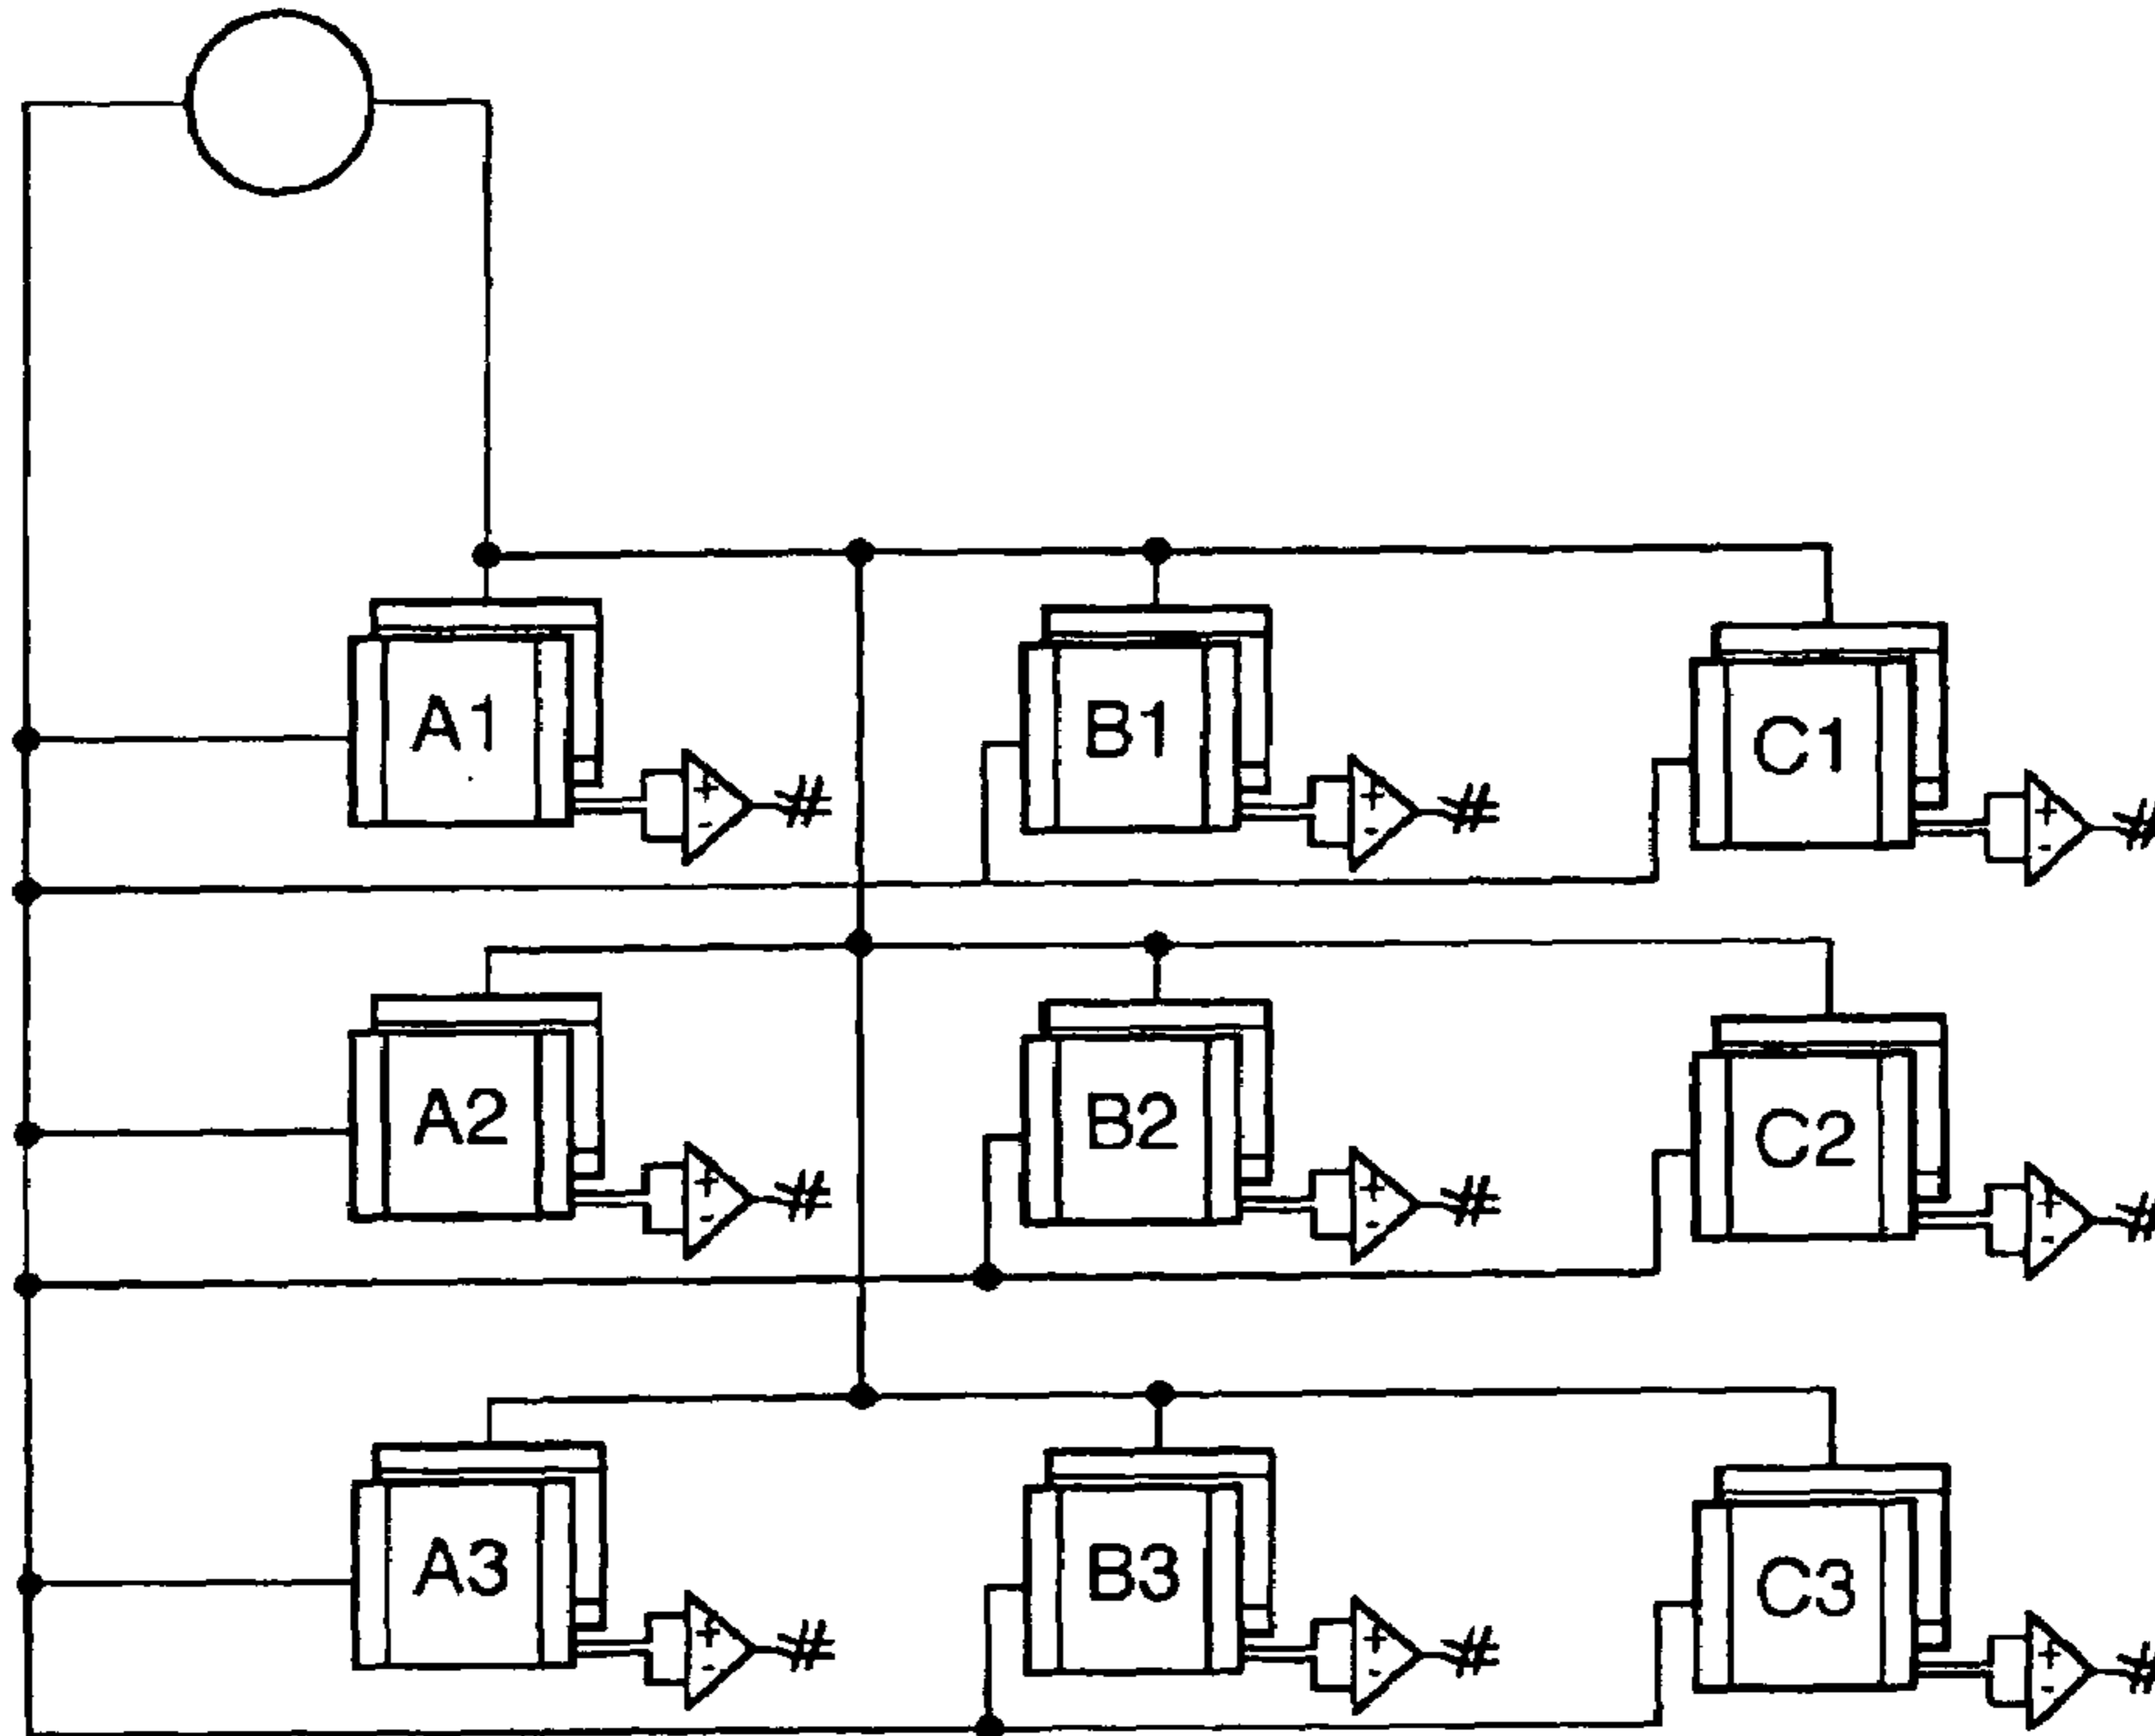 A1 B1 C1
+ + +
- - -
# # #
A2 B2 C2
+ + +
- - -
# # #
A3 B3 C3
+ + +
- - -
# # #